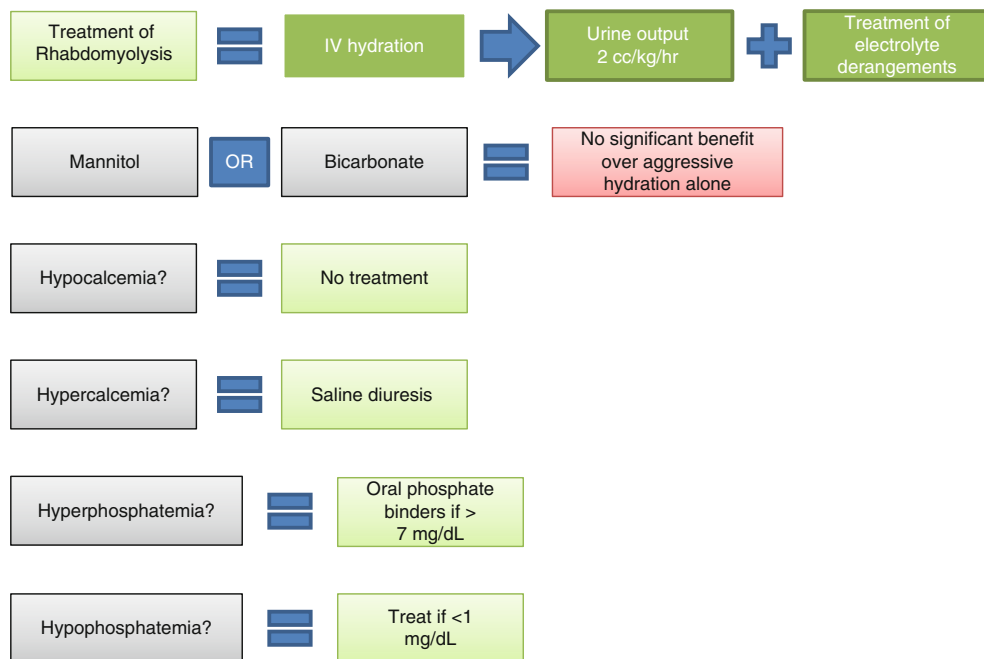 Treatment of
Rhabdomyolysis
IV hydration
Urine output
2 cc/kg/hr
Treatment of
electrolyte
derangements
Mannitol
OR
Bicarbonate
No significant benefit
over aggressive
hydration alone
Hypocalcemia?
No treatment
Hypercalcemia?
Saline diuresis
Hyperphosphatemia?
Oral phosphate
binders if >
7 mg/dL
Hypophosphatemia?
Treat if <1
mg/dL